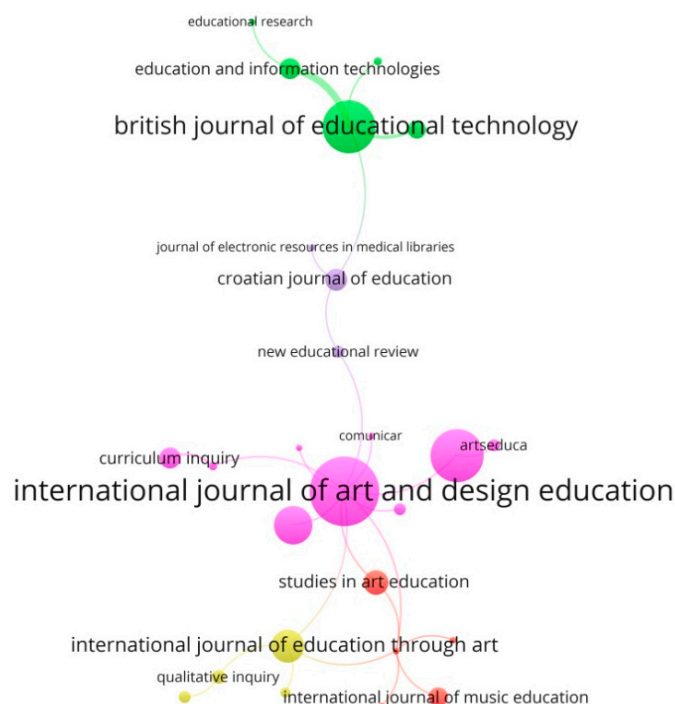 educational research
education and information technologies
british journal of educational technology
journal of electronic resources in medical libraries
croatian journal of education
new educational review
comunicar
artseduca
curriculum inquiry
international journal of art and design education
studies in art education
international journal of education through art
qualitative inquiry
international journal of music education